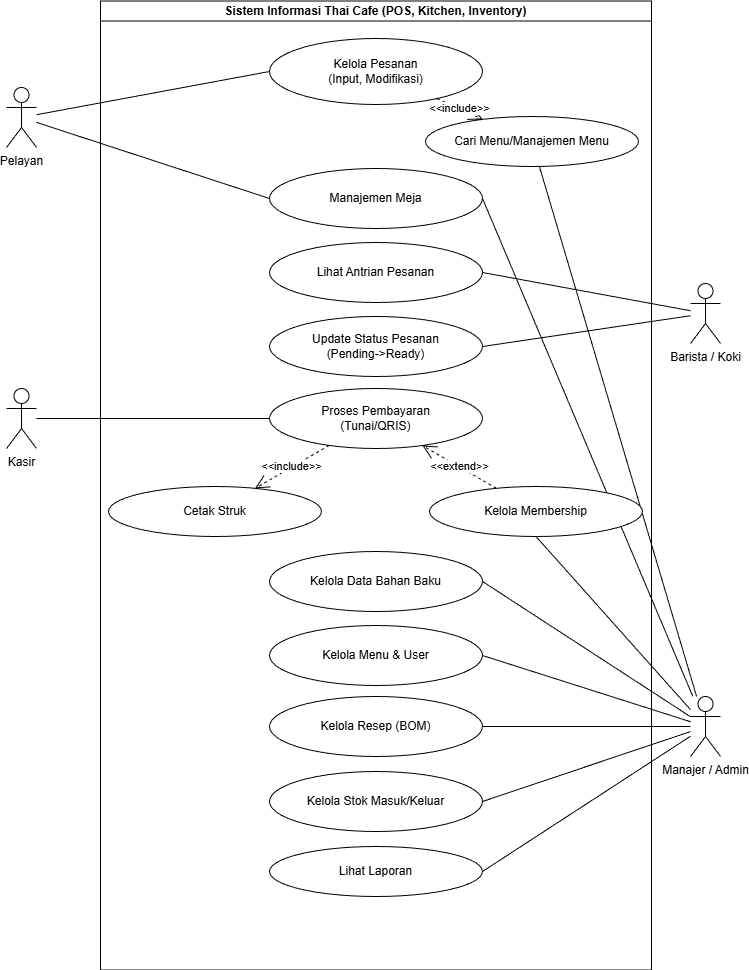 Sistem Informasi Thai Cafe (POS, Kitchen, Inventory)
Kelola Pesanan
(Input, Modifikasi)
<<include>>
Cari Menu/Manajemen Menu
Pelayan
Manajemen Meja
Lihat Antrian Pesanan
Update Status Pesanan
(Pending->Ready)
Barista / Koki
Proses Pembayaran
(Tunai/QRIS)
Kasir
<<include>>
<<extend>>
Cetak Struk
Kelola Membership
Kelola Data Bahan Baku
Kelola Menu & User
Kelola Resep (BOM)
Manajer / Admin
Kelola Stok Masuk/Keluar
Lihat Laporan